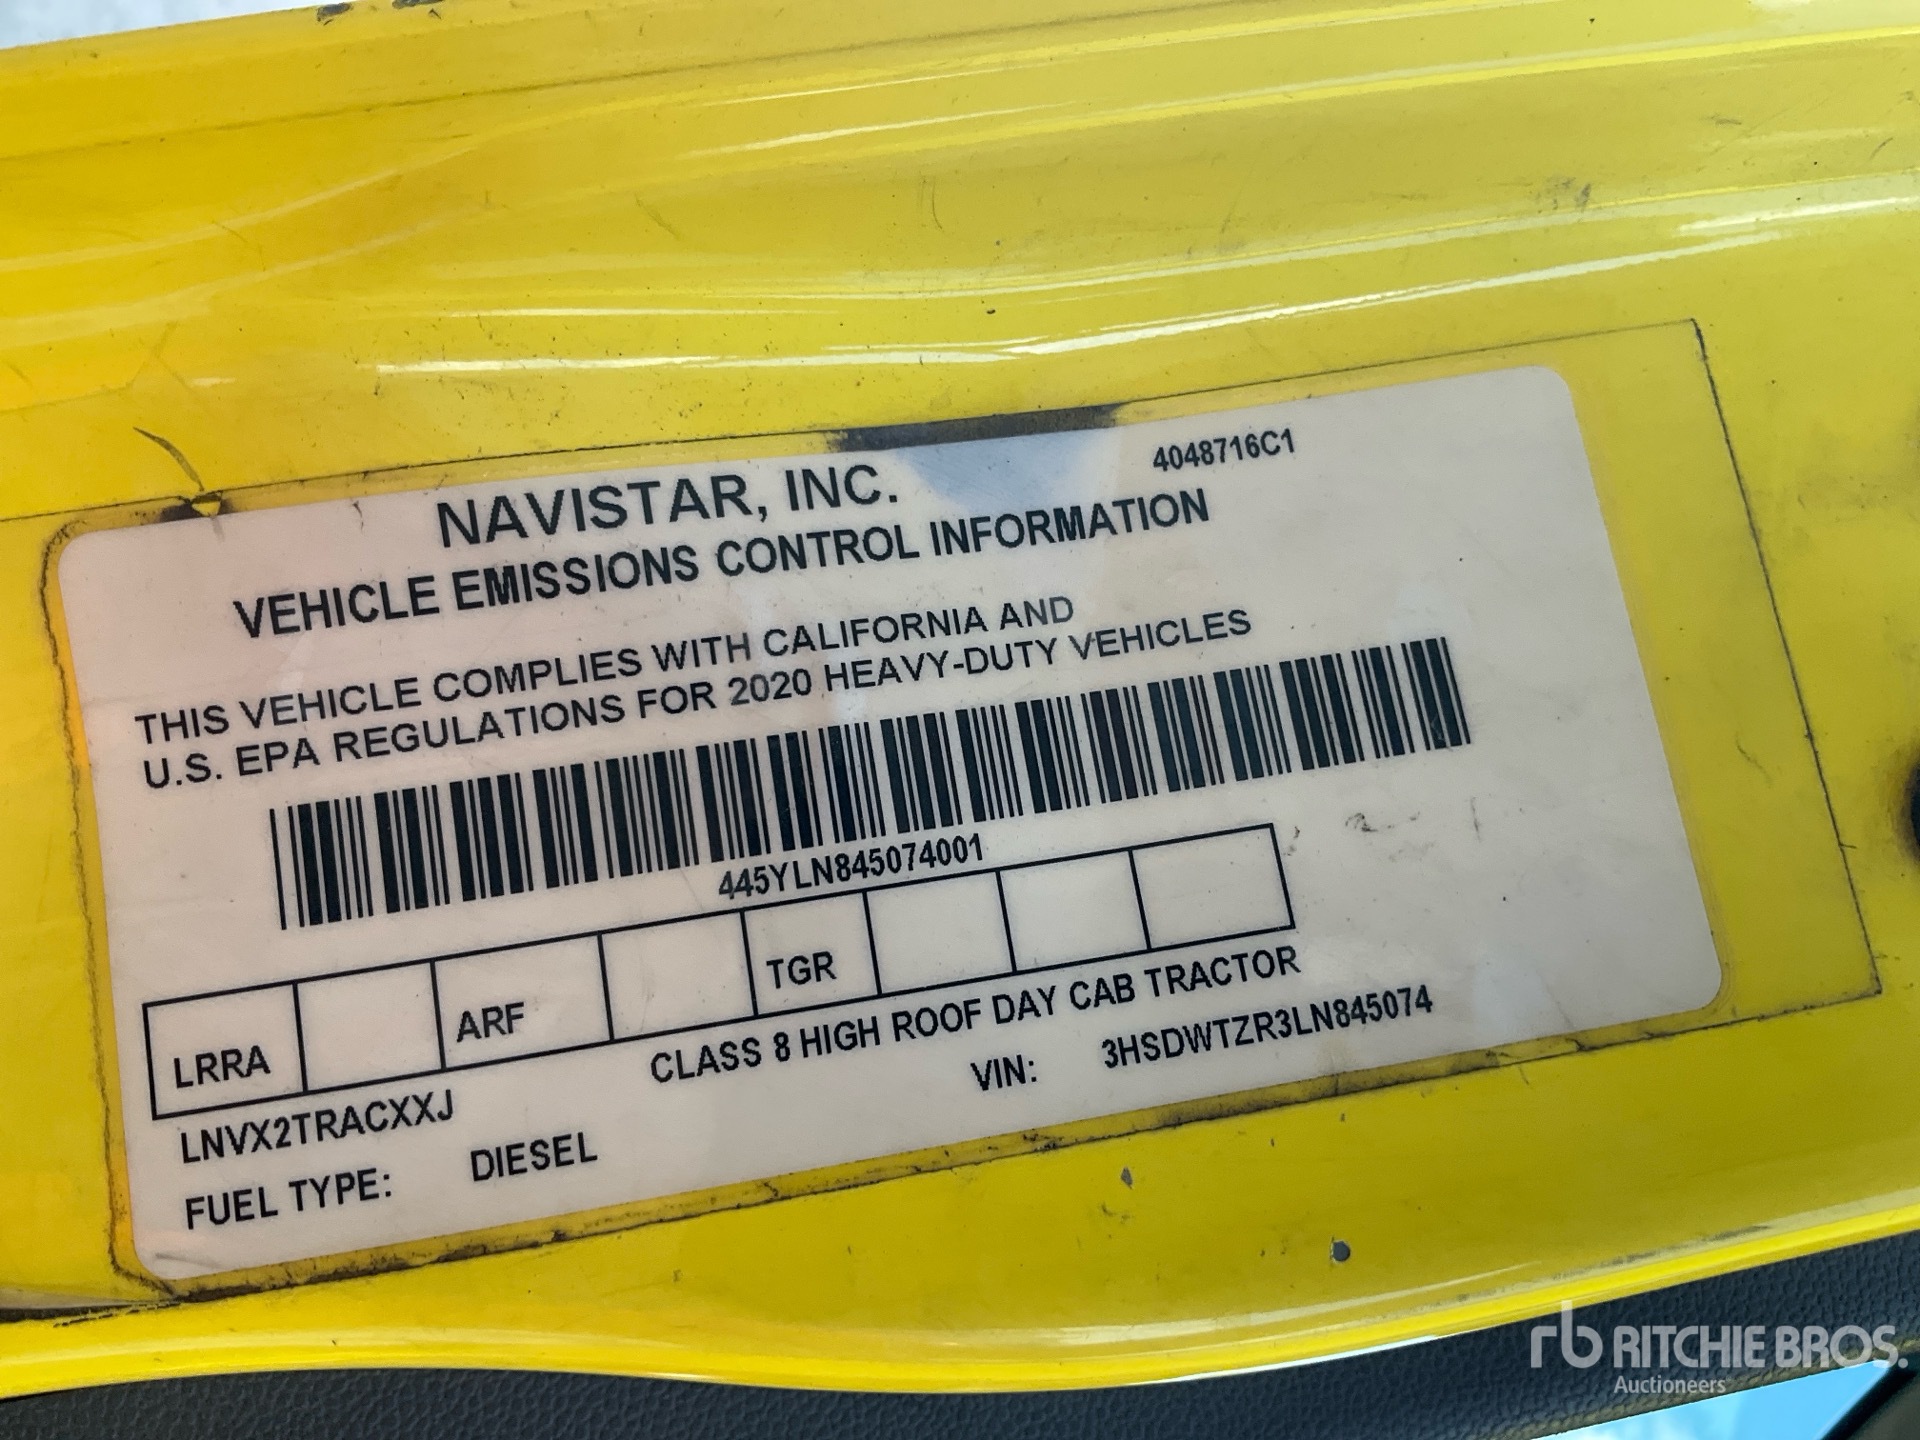 4048716C1
NAVISTAR, INC.
VEHICLE EMISSIONS CONTROL INFORMATION
THIS VEHICLE COMPLIES WITH CALIFORNIA AND
U.S. EPA REGULATIONS FOR 2020 HEAVY-DUTY VEHICLES
445YLN845074001
LRRA ARF TGR
LNVX2TRACXXJ CLASS 8 HIGH ROOF DAY CAB TRACTOR
FUEL TYPE: DIESEL VIN: 3HSDWTZR3LN845074
rb RITCHIE BROS.
Auctioneers